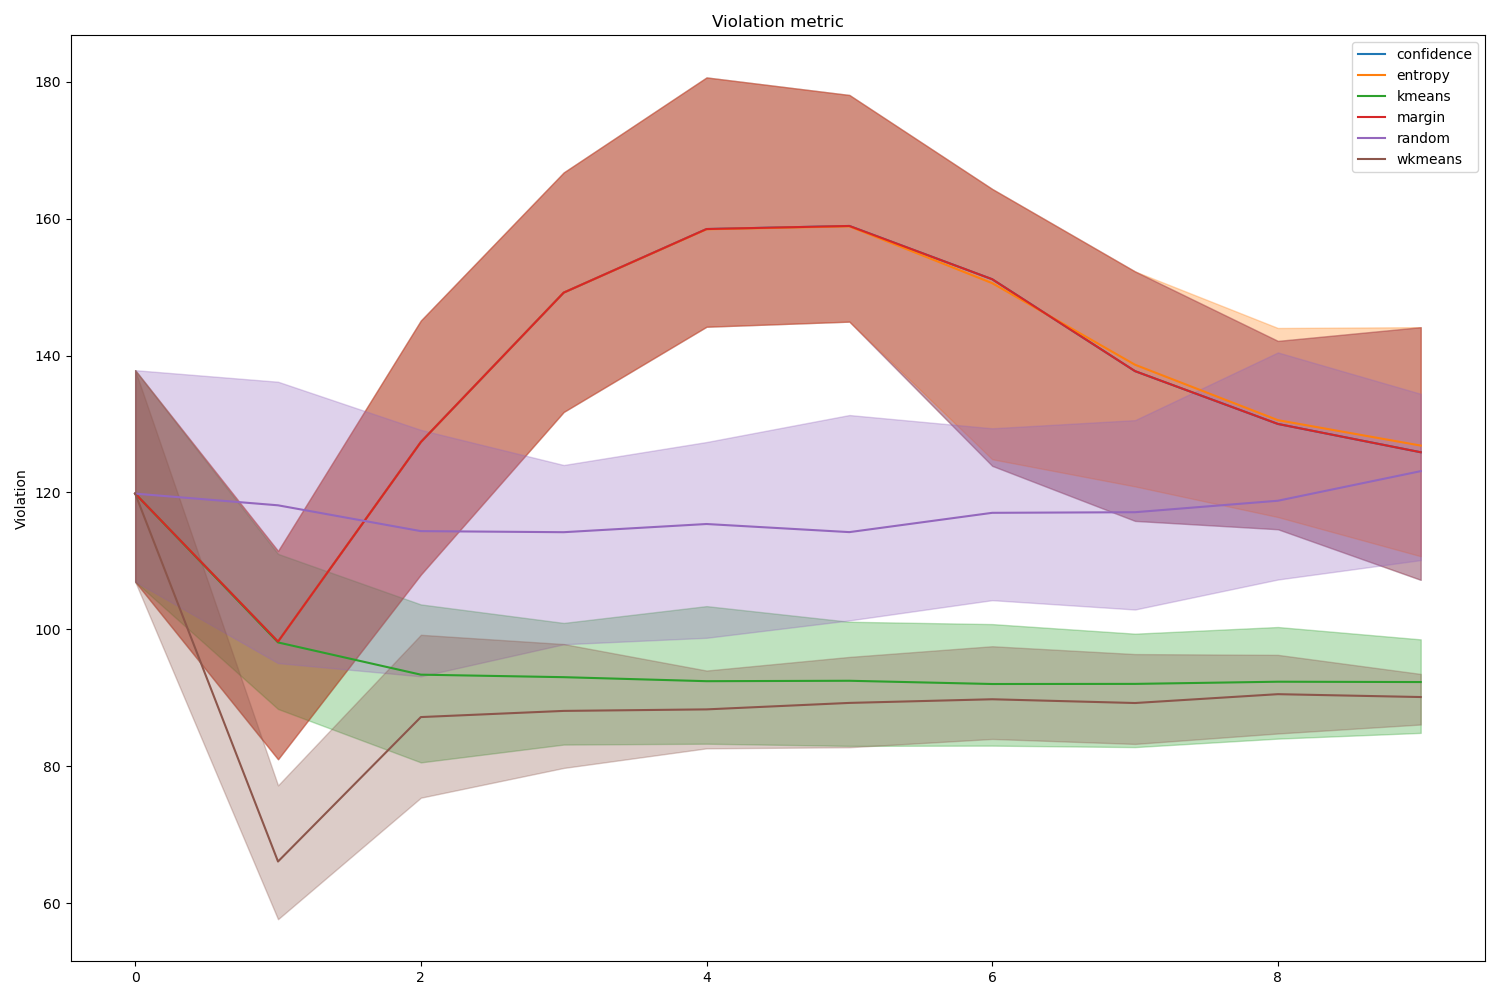 Violation metric
confidence
entropy
kmeans
margin
random
wkmeans
180
160
140
120
100
80
60
Violation
0 2 4 6 8